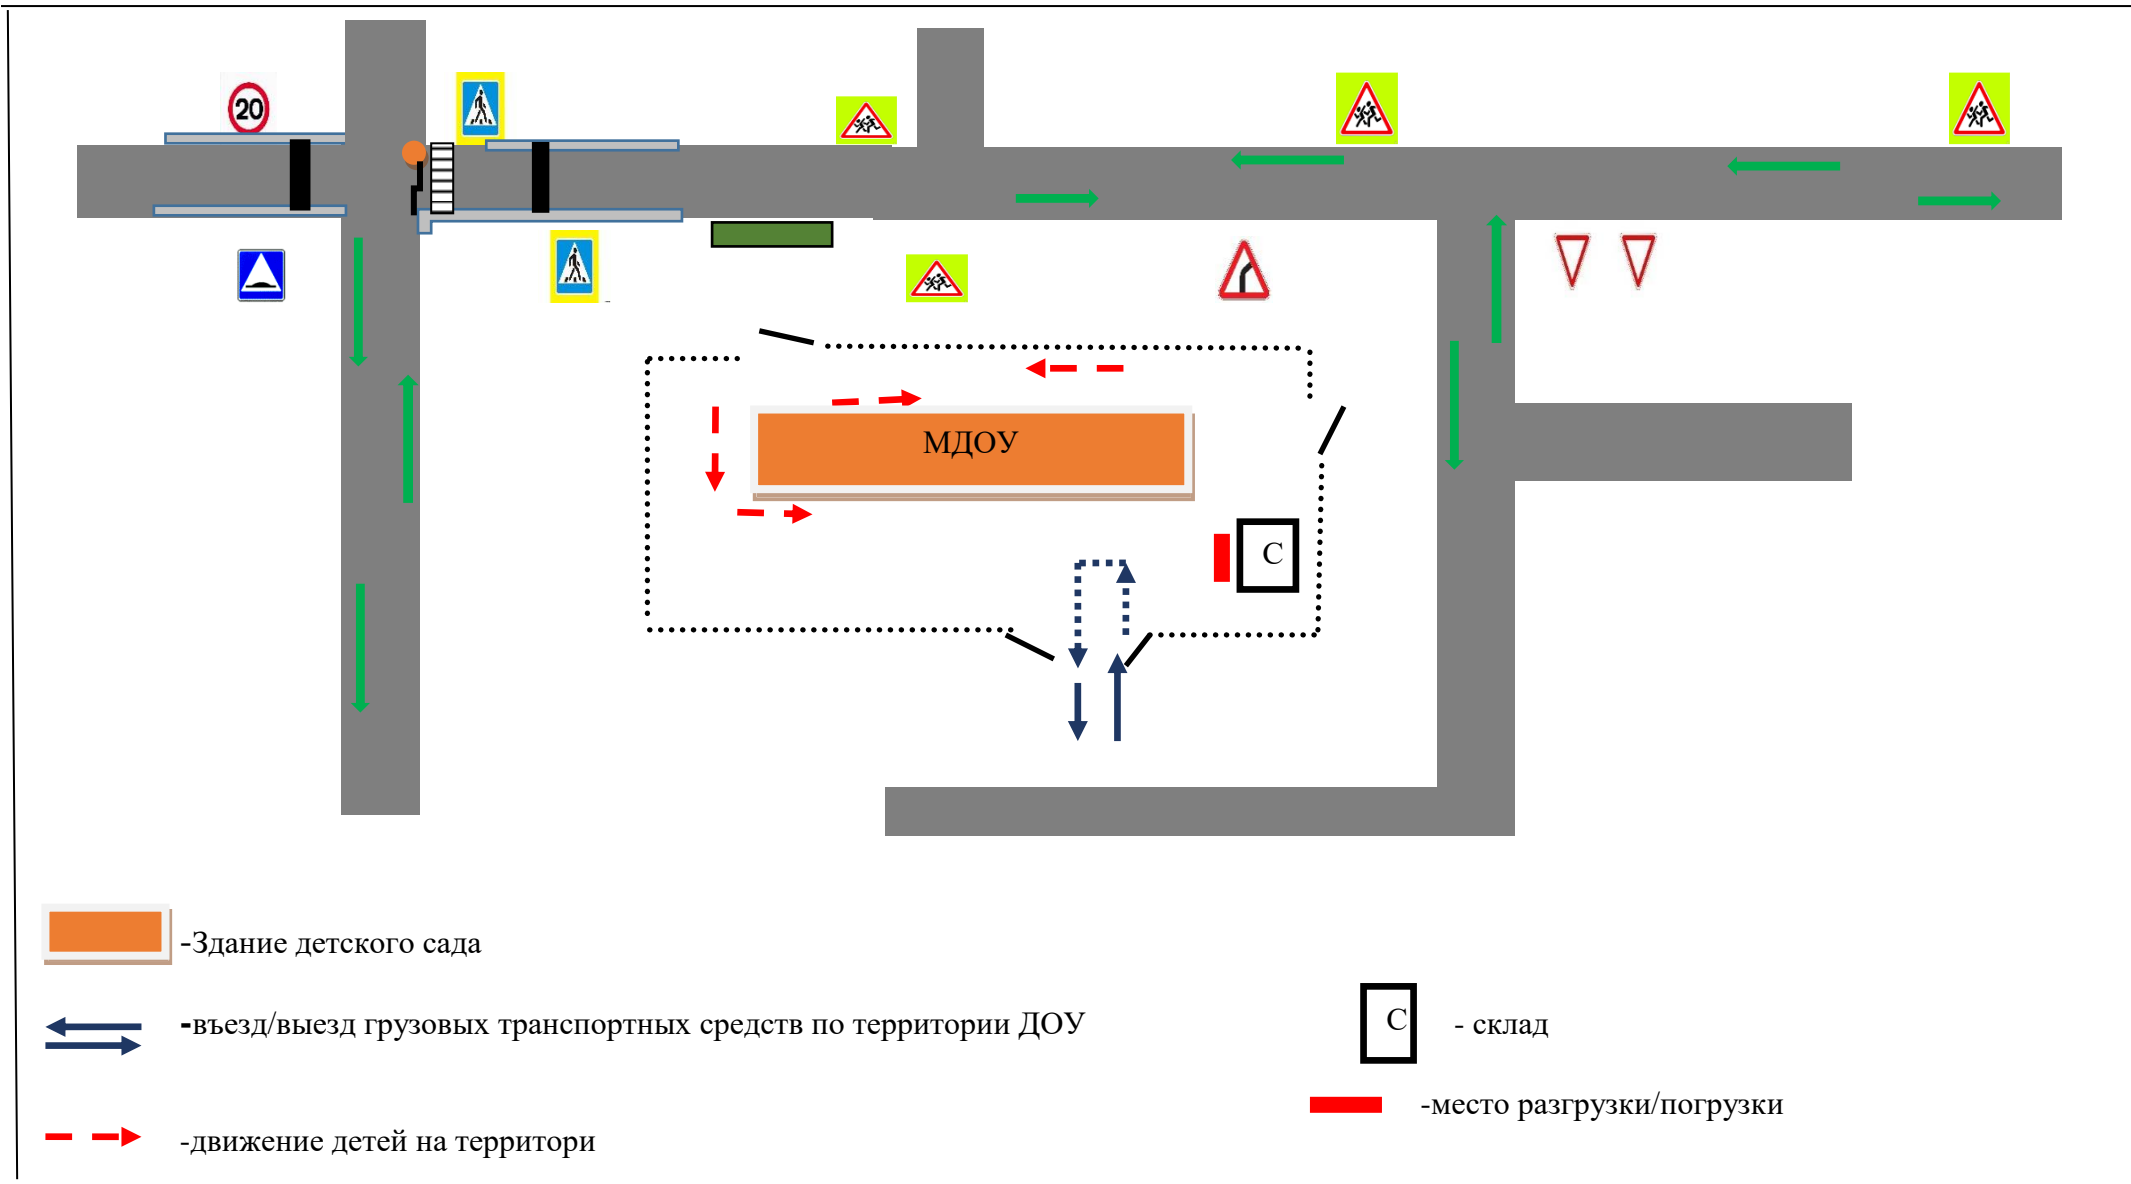 20
МДОУ
С
-Здание детского сада
-въезд/выезд грузовых транспортных средств по территории ДОУ
С - склад
-место разгрузки/погрузки
-движение детей на территори